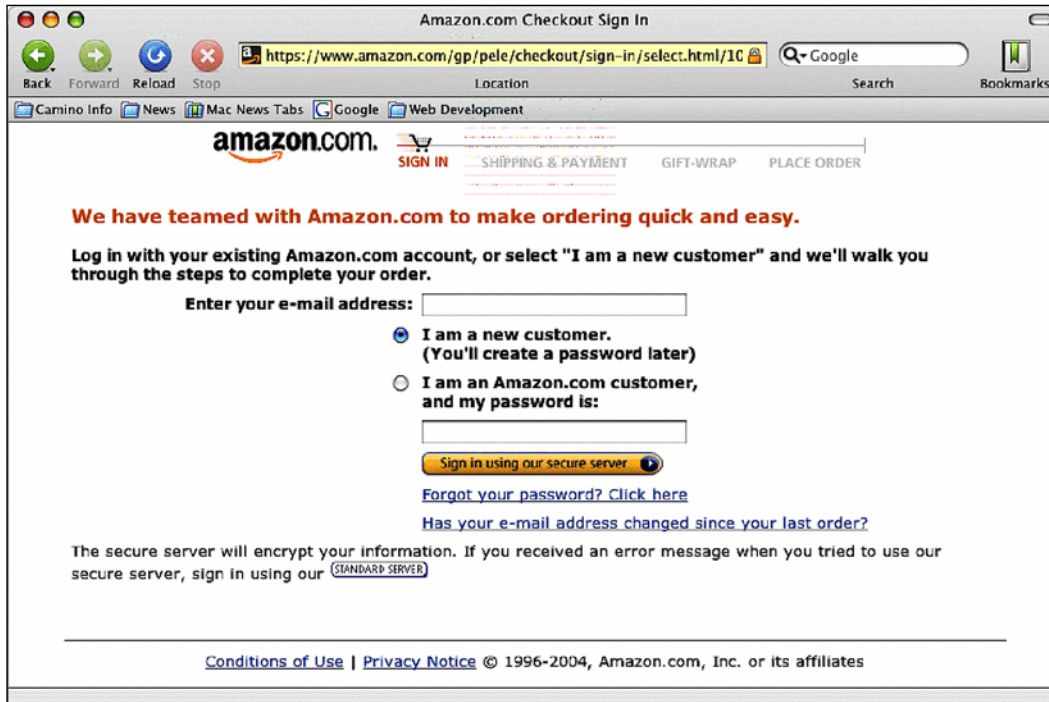 Amazon.com Checkout Sign In
https://www.amazon.com/gp/pele/checkout/sign-in/select.html/10
Google
Back Forward Reload Stop Location Search Bookmarks
Camino Info News Mac News Tabs Google Web Development
amazon.com.
SIGN IN SHIPPING & PAYMENT GIFT-WRAP PLACE ORDER
We have teamed with Amazon.com to make ordering quick and easy.
Log in with your existing Amazon.com account, or select "I am a new customer" and we'll walk you
through the steps to complete your order.
Enter your e-mail address:
I am a new customer.
(You'll create a password later)
I am an Amazon.com customer,
and my password is:
Sign in using our secure server
Forgot your password? Click here
Has your e-mail address changed since your last order?
The secure server will encrypt your information. If you received an error message when you tried to use our
secure server, sign in using our STANDARD SERVER
Conditions of Use | Privacy Notice © 1996-2004, Amazon.com, Inc. or its affiliates